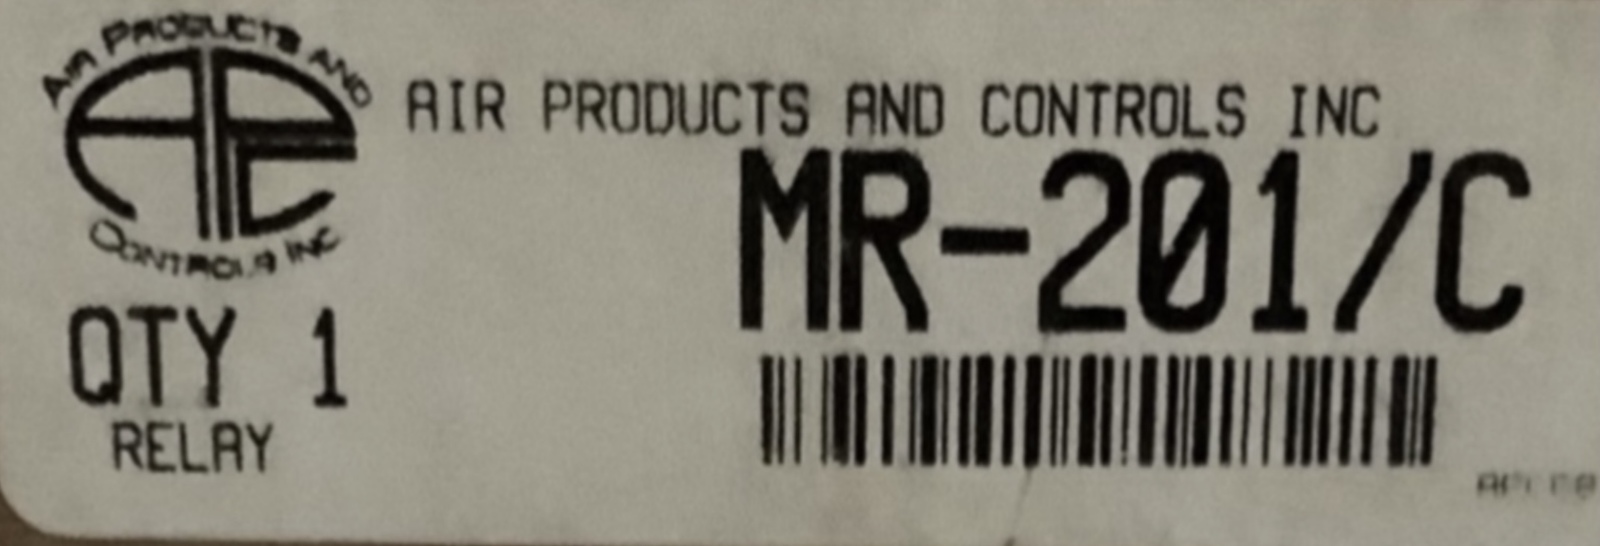 AIR PRODUCTS AND
CONTROLS INC
AIR PRODUCTS AND CONTROLS INC
MR-201/C
QTY 1
RELAY